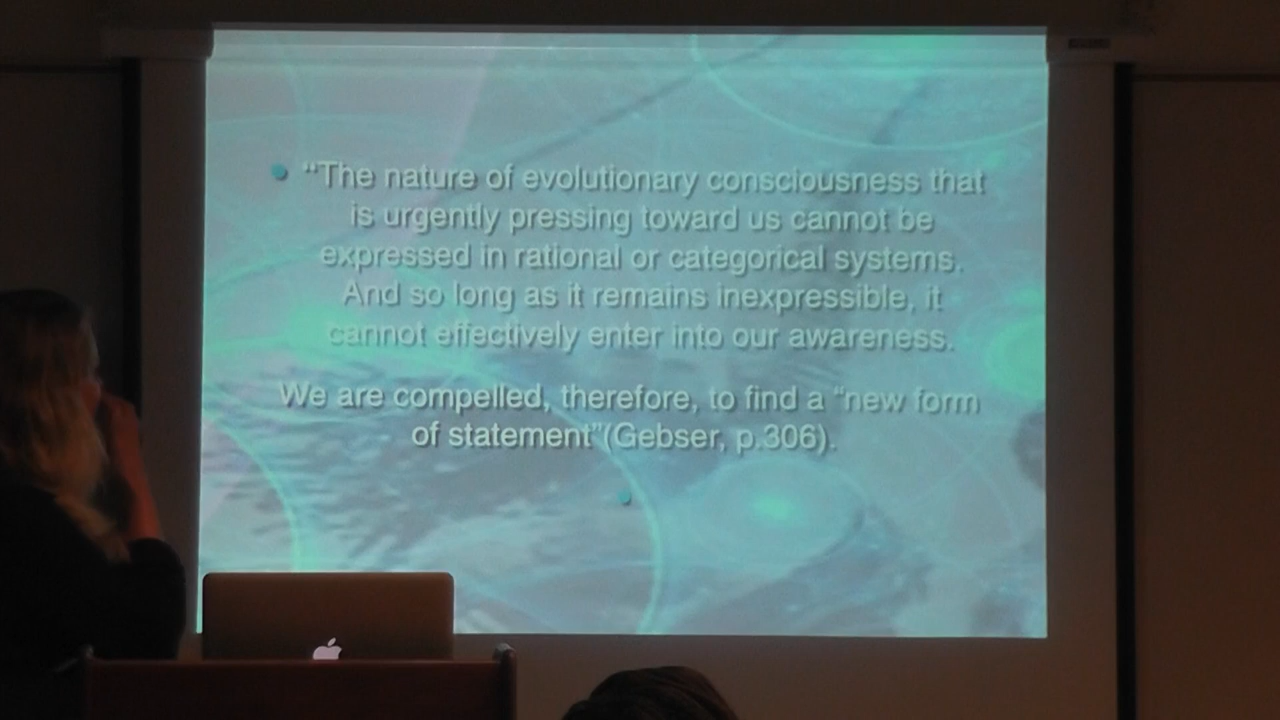 • “The nature of evolutionary consciousness that
is urgently pressing toward us cannot be
expressed in rational or categorical systems.
And so long as it remains inexpressible, it
cannot effectively enter into our awareness.
We are compelled, therefore, to find a “new form
of statement”(Gebser, p.306).
•